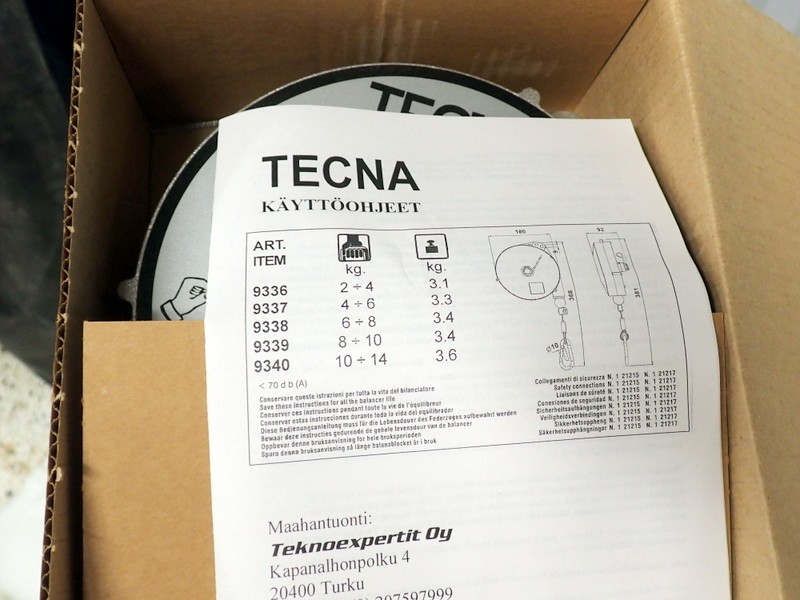 TECNA
TECNA
KÄYTTÖOHJEET
ART. ITEM kg. kg.
9336 2 ÷ 4 3.1
9337 4 ÷ 6 3.3
9338 6 ÷ 8 3.4
9339 8 ÷ 10 3.4
9340 10 ÷ 14 3.6
180 92
368 381
Ø10
< 70 d b (A)
Conservare queste istruzioni per tutta la vita del bilanciatore
Save these instructions for all the balancer life
Conserver ces instructions pendant toute la vie de l'équilibreur
Conservar estas instrucciones durante toda la vida del equilibrador
Diese Bedienungsanleitung muss für die Lebensdauer des Federzuges aufbewahrt werden
Bewaar deze instructies gedurende de gehele levensduur van de balancer
Oppbevar denne bruksanvisning for hele bruksperioden
Spara denna bruksanvisning så länge balansblocket är i bruk
Collegamenti di sicurezza N. 1 21215 N. 1 21217
Safety connections N. 1 21215 N. 1 21217
Liaisons de sûreté N. 1 21215 N. 1 21217
Conexiones de seguridad N. 1 21215 N. 1 21217
Sicherheitsaufhängungen N. 1 21215 N. 1 21217
Veiligheidsverbindingen N. 1 21215 N. 1 21217
Sikkerhetsoppheng N. 1 21215 N. 1 21217
Säkerhetsupphängningar N. 1 21215 N. 1 21217
Maahantuonti:
Teknoexpertit Oy
Kapanalhonpolku 4
20400 Turku
207597999